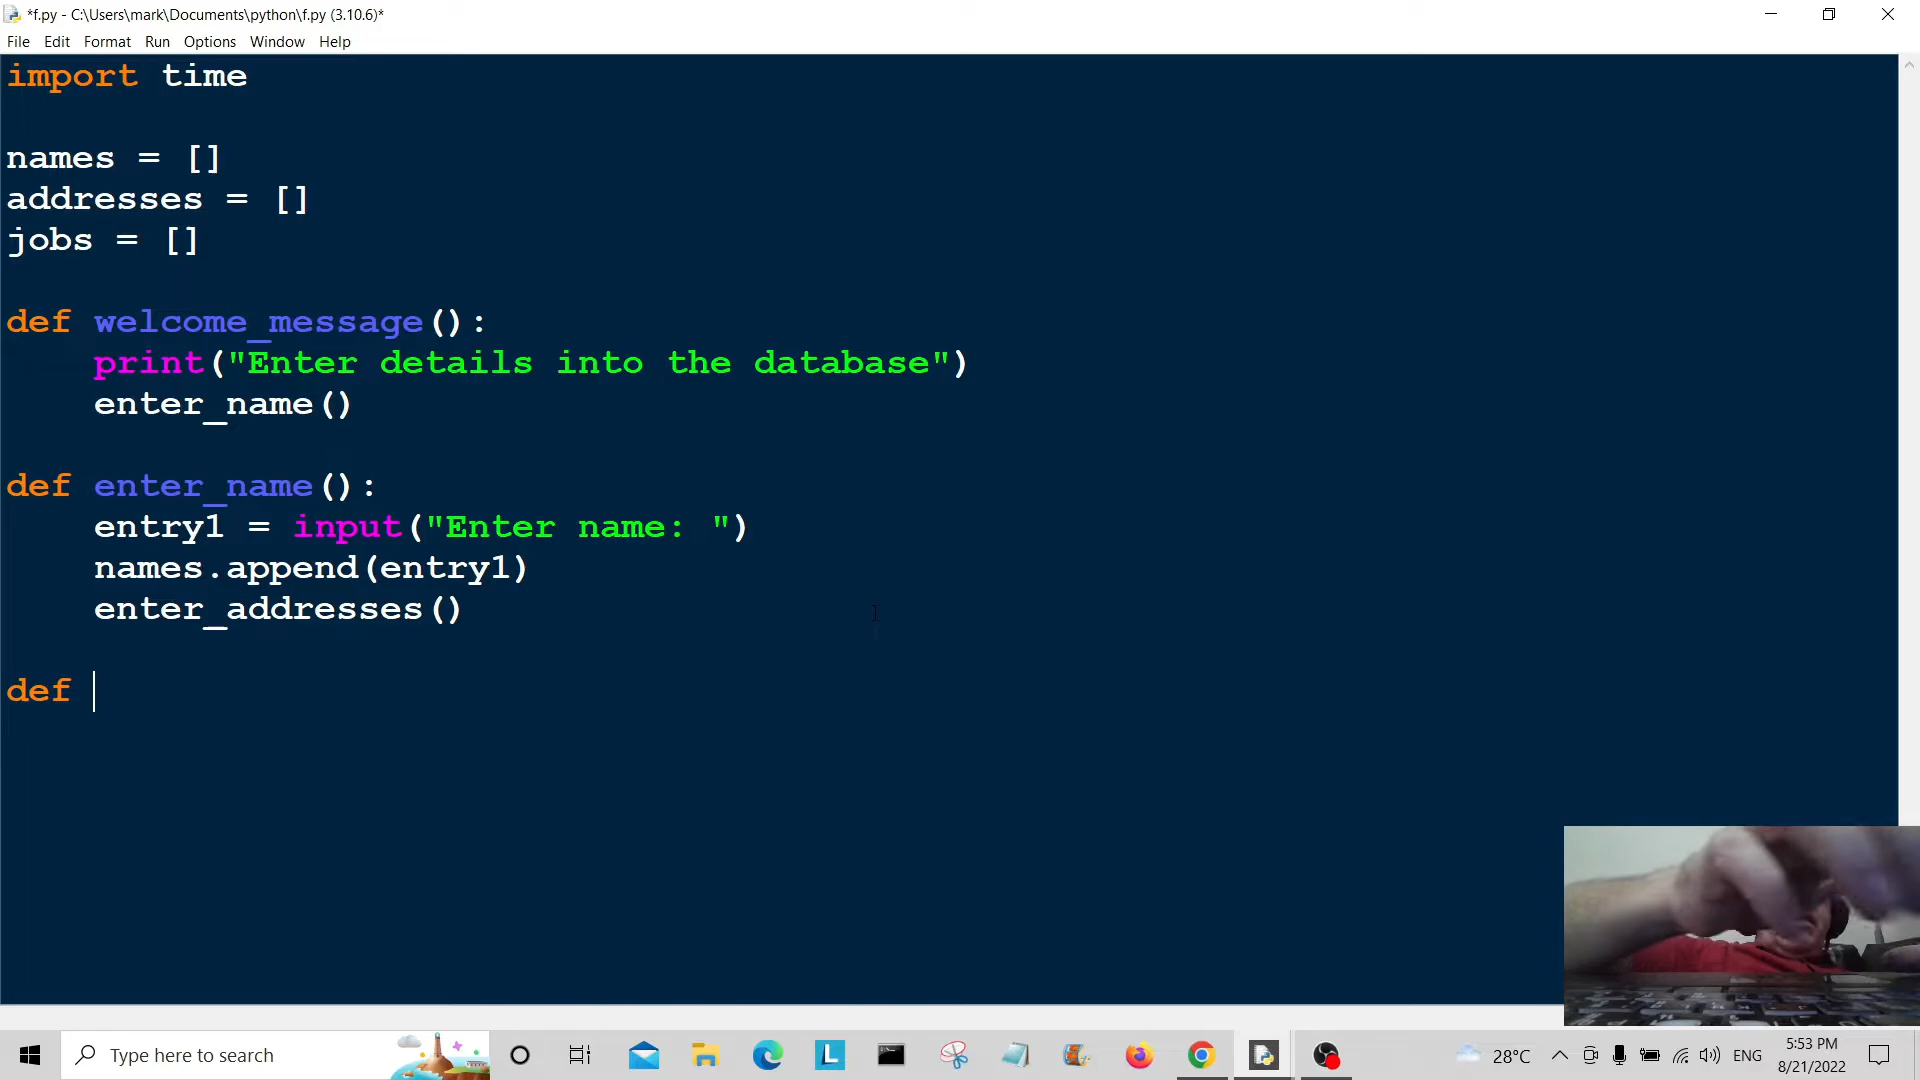 *f.py - C:\Users\mark\Documents\python\f.py (3.10.6)*
File Edit Format Run Options Window Help
import time
names = []
addresses = []
jobs = []
def welcome_message():
    print("Enter details into the database")
    enter_name()
def enter_name():
    entry1 = input("Enter name: ")
    names.append(entry1)
    enter_addresses()
def
Type here to search
L
28°C
ENG
5:53 PM
8/21/2022